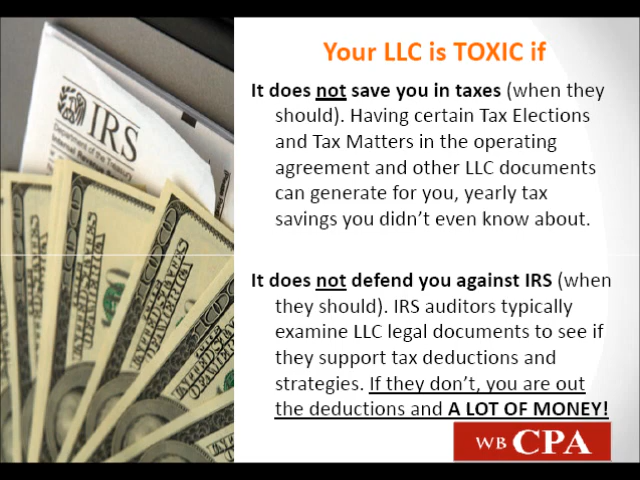 Your LLC is TOXIC if
It does not save you in taxes (when they
should). Having certain Tax Elections
and Tax Matters in the operating
agreement and other LLC documents
can generate for you, yearly tax
savings you didn't even know about.
It does not defend you against IRS (when
they should). IRS auditors typically
examine LLC legal documents to see if
they support tax deductions and
strategies. If they don't, you are out
the deductions and A LOT OF MONEY!
WB CPA
IRS
Department of the Treasury
Internal Revenue